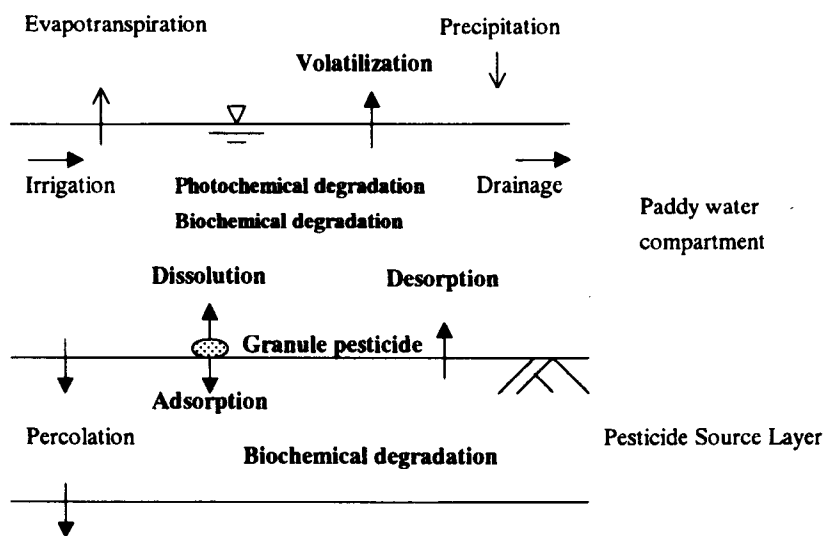 Evapotranspiration
Precipitation
Volatilization
Irrigation
Photochemical degradation
Drainage
Biochemical degradation
Paddy water
compartment
Dissolution
Desorption
Granule pesticide
Adsorption
Percolation
Biochemical degradation
Pesticide Source Layer